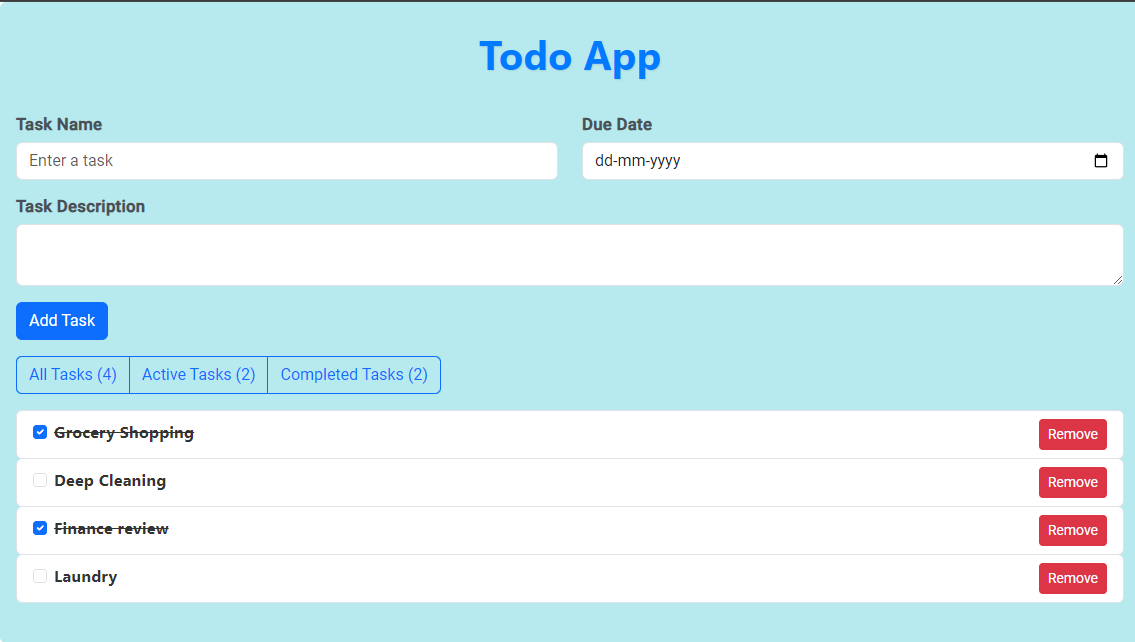 Todo App
Task Name
Due Date
Enter a task
dd-mm-yyyy
Task Description
Add Task
All Tasks (4) Active Tasks (2) Completed Tasks (2)
Grocery Shopping Remove
Deep Cleaning Remove
Finance review Remove
Laundry Remove